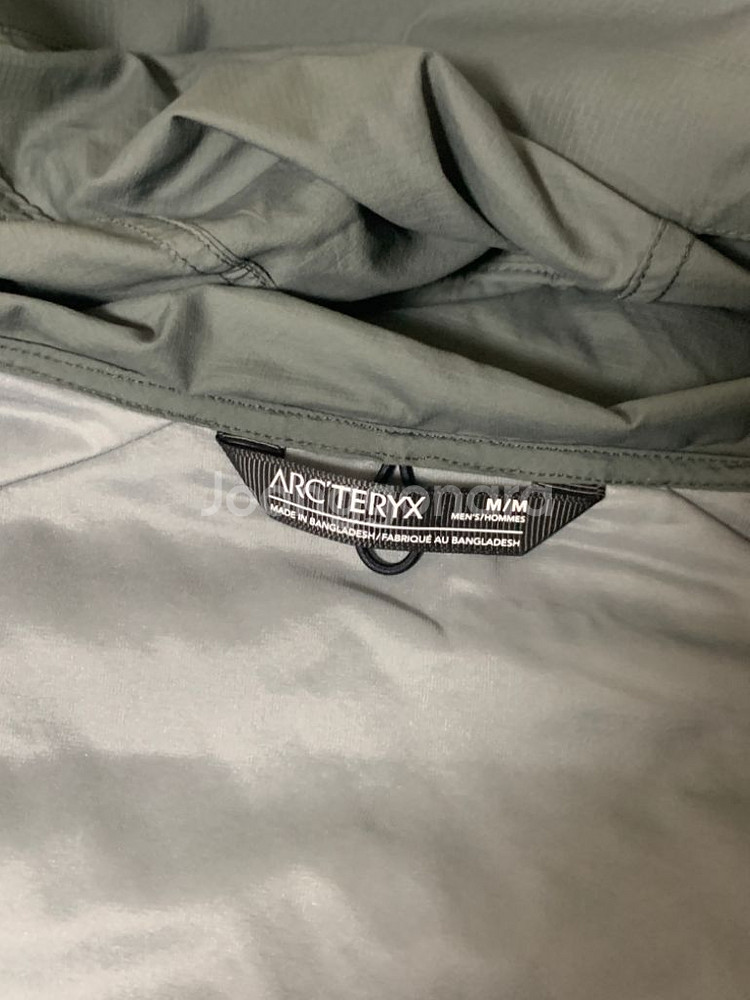 ARC'TERYX
M/M
MEN'S/HOMMES
MADE IN BANGLADESH/FABRIQUÉ AU BANGLADESH